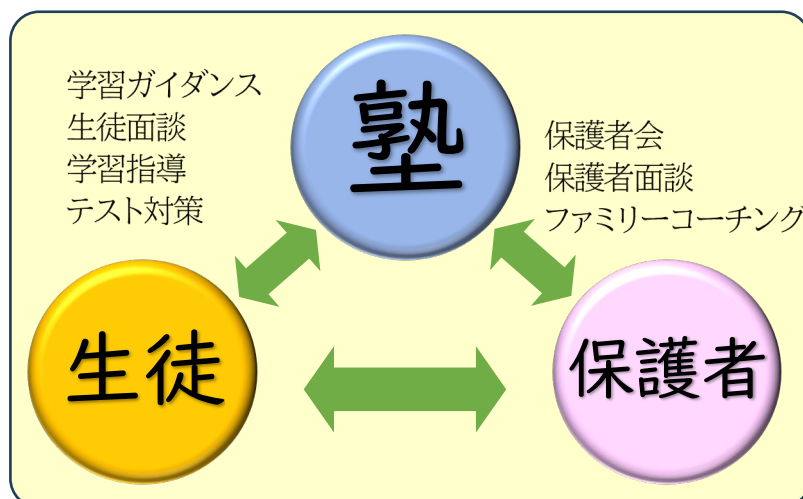 学習ガイダンス
生徒面談
学習指導
テスト対策
塾
保護者会
保護者面談
ファミリーコーチング
生徒
保護者